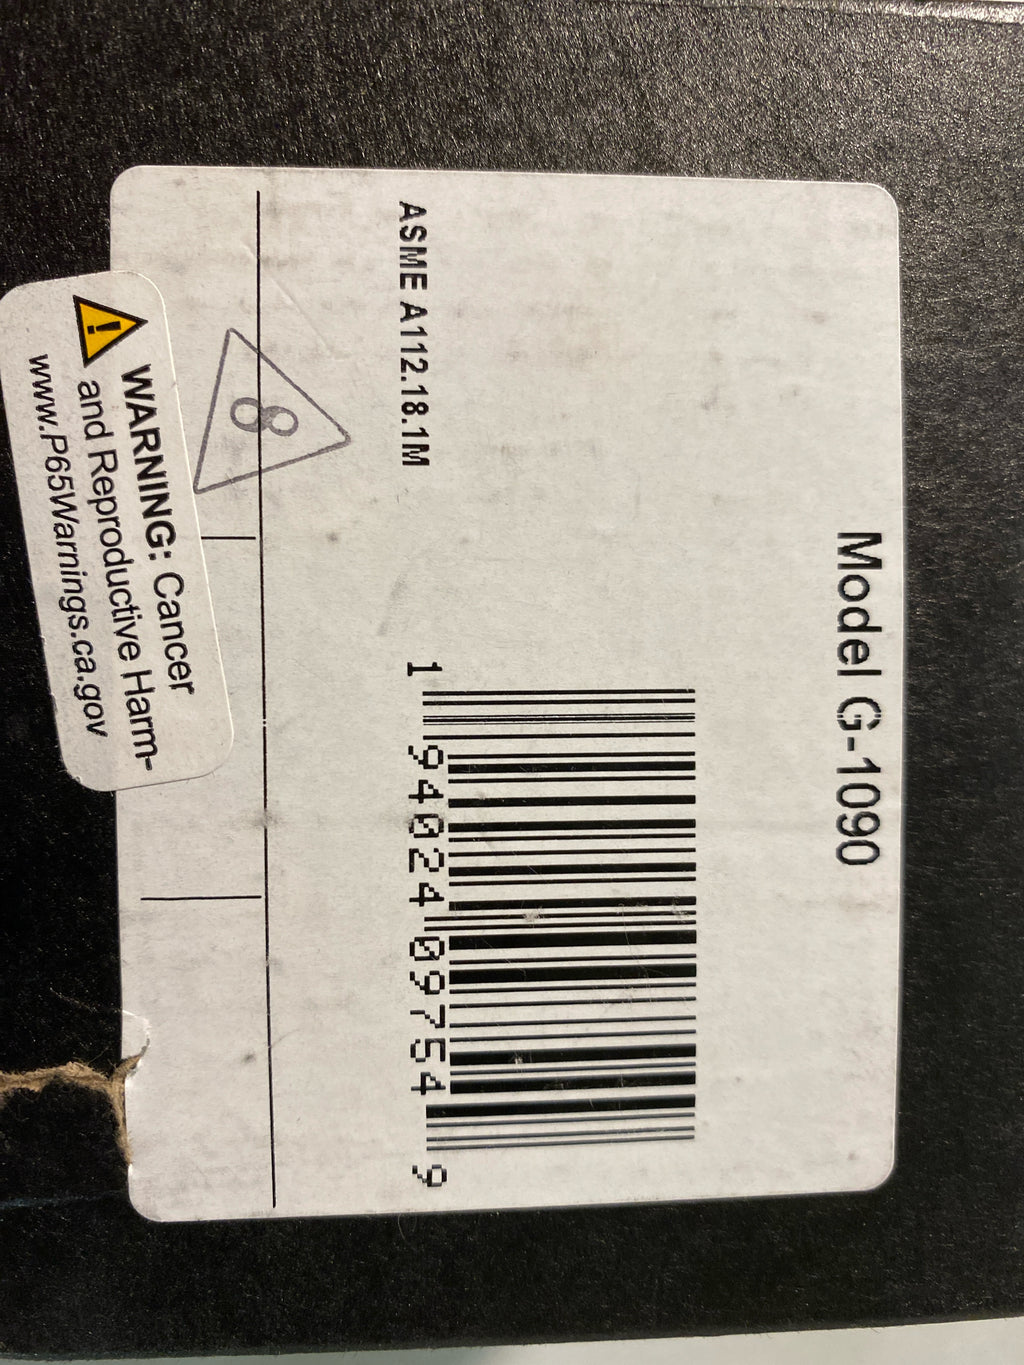 Model G-1090
1 94024 09754 9
ASME A112.18.1M
8
WARNING: Cancer
and Reproductive Harm-
www.P65Warnings.ca.gov